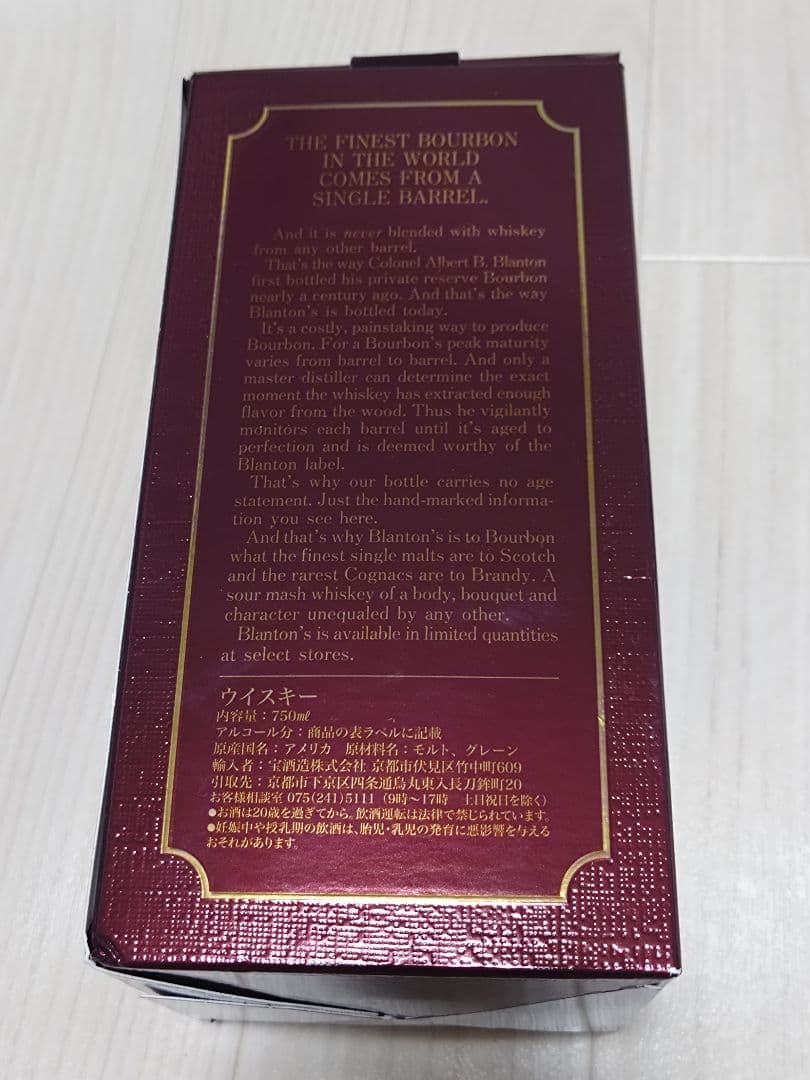 THE FINEST BOURBON
IN THE WORLD
COMES FROM A
SINGLE BARREL.
And it is never blended with whiskey
from any other barrel.
That's the way Colonel Albert B. Blanton
first bottled his private reserve Bourbon
nearly a century ago. And that's the way
Blanton's is bottled today.
It's a costly, painstaking way to produce
Bourbon. For a Bourbon's peak maturity
varies from barrel to barrel. And only a
master distiller can determine the exact
moment the whiskey has extracted enough
flavor from the wood. Thus he vigilantly
monitors each barrel until it's aged to
perfection and is deemed worthy of the
Blanton label.
That's why our bottle carries no age
statement. Just the hand-marked informa-
tion you see here.
And that's why Blanton's is to Bourbon
what the finest single malts are to Scotch
and the rarest Cognacs are to Brandy. A
sour mash whiskey of a body, bouquet and
character unequaled by any other.
Blanton's is available in limited quantities
at select stores.
ウイスキー
内容量：750㎖
アルコール分：商品の表ラベルに記載
原産国名：アメリカ 原材料名：モルト、グレーン
輸入者：宝酒造株式会社 京都市伏見区竹中町609
引取先：京都市下京区四条通烏丸東入長刀鉾町20
お客様相談室 075(241)5111 (9時〜17時 土日祝日を除く)
●お酒は20歳を過ぎてから。飲酒運転は法律で禁じられています。
●妊娠中や授乳期の飲酒は、胎児・乳児の発育に悪影響を与える
おそれがあります。